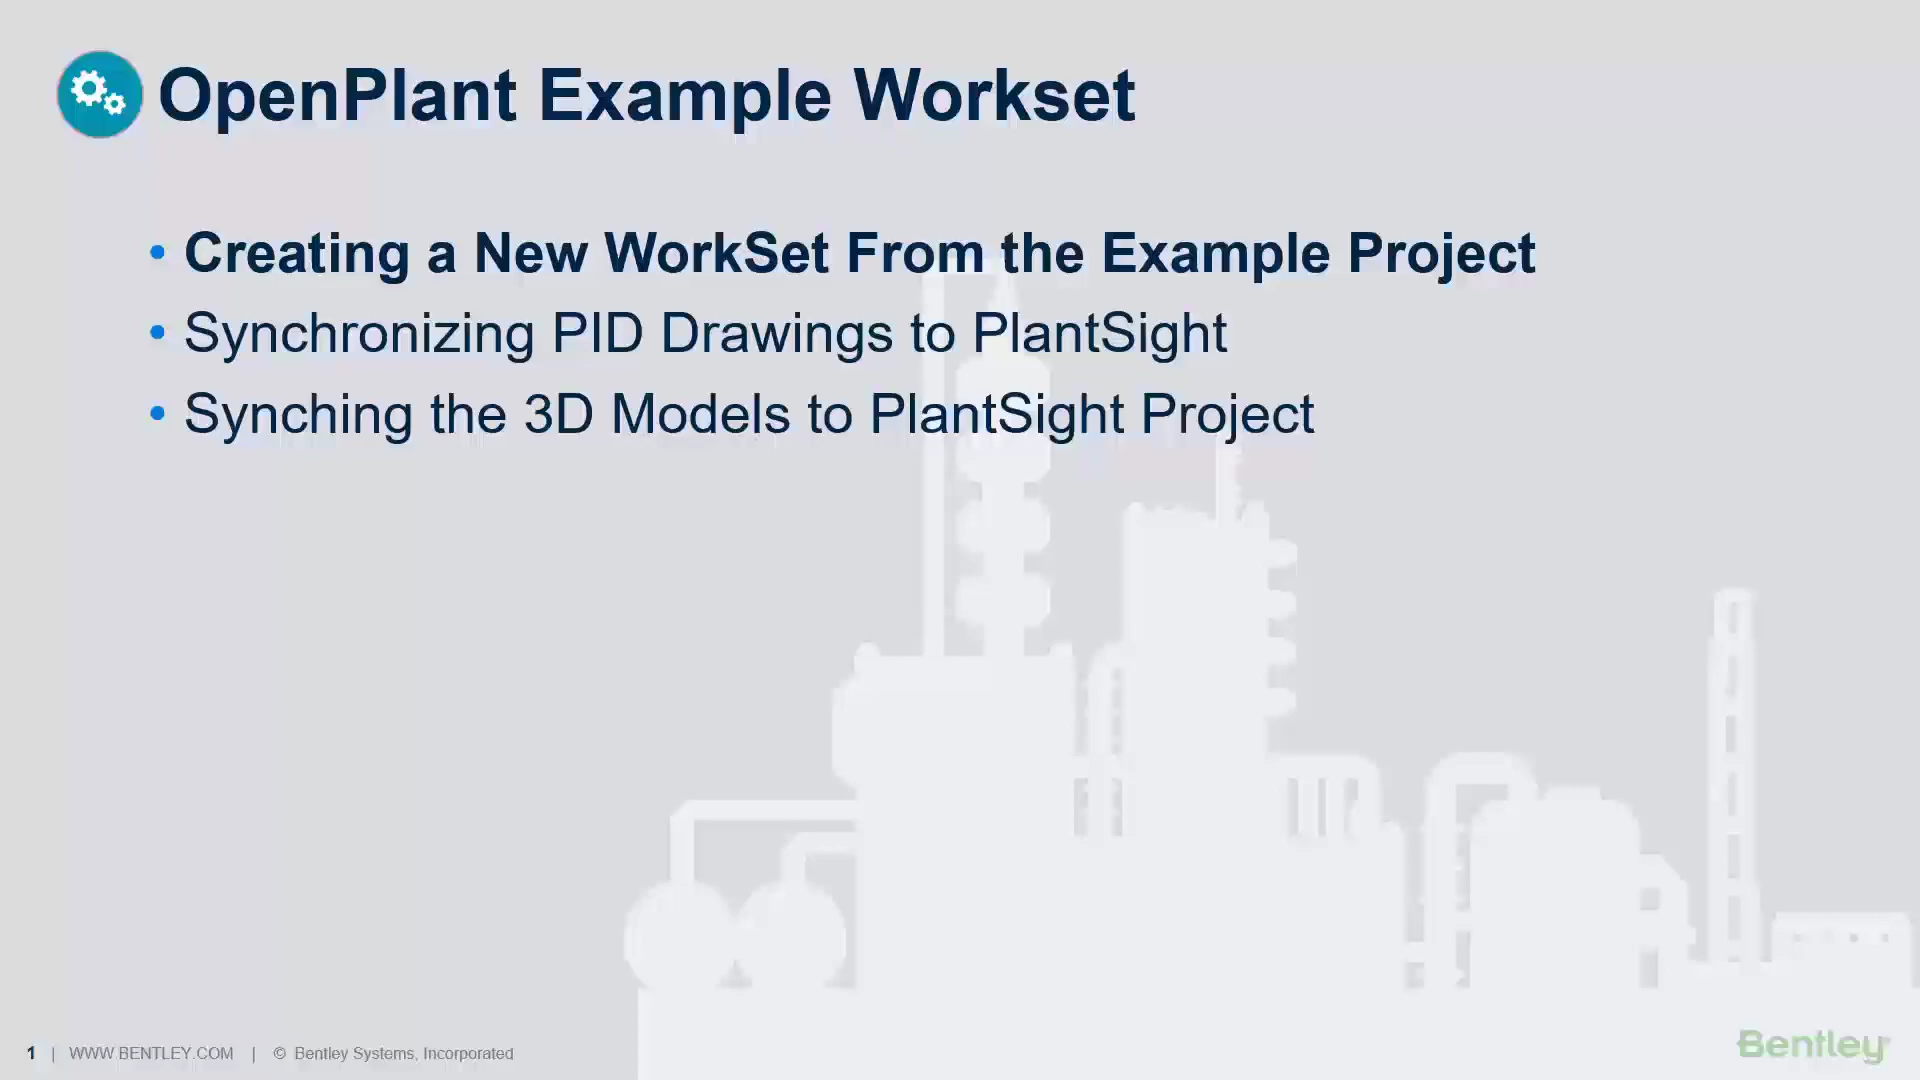 OpenPlant Example Workset
• Creating a New WorkSet From the Example Project
• Synchronizing PID Drawings to PlantSight
• Synching the 3D Models to PlantSight Project
1 | WWW.BENTLEY.COM | © Bentley Systems, Incorporated
Bentley